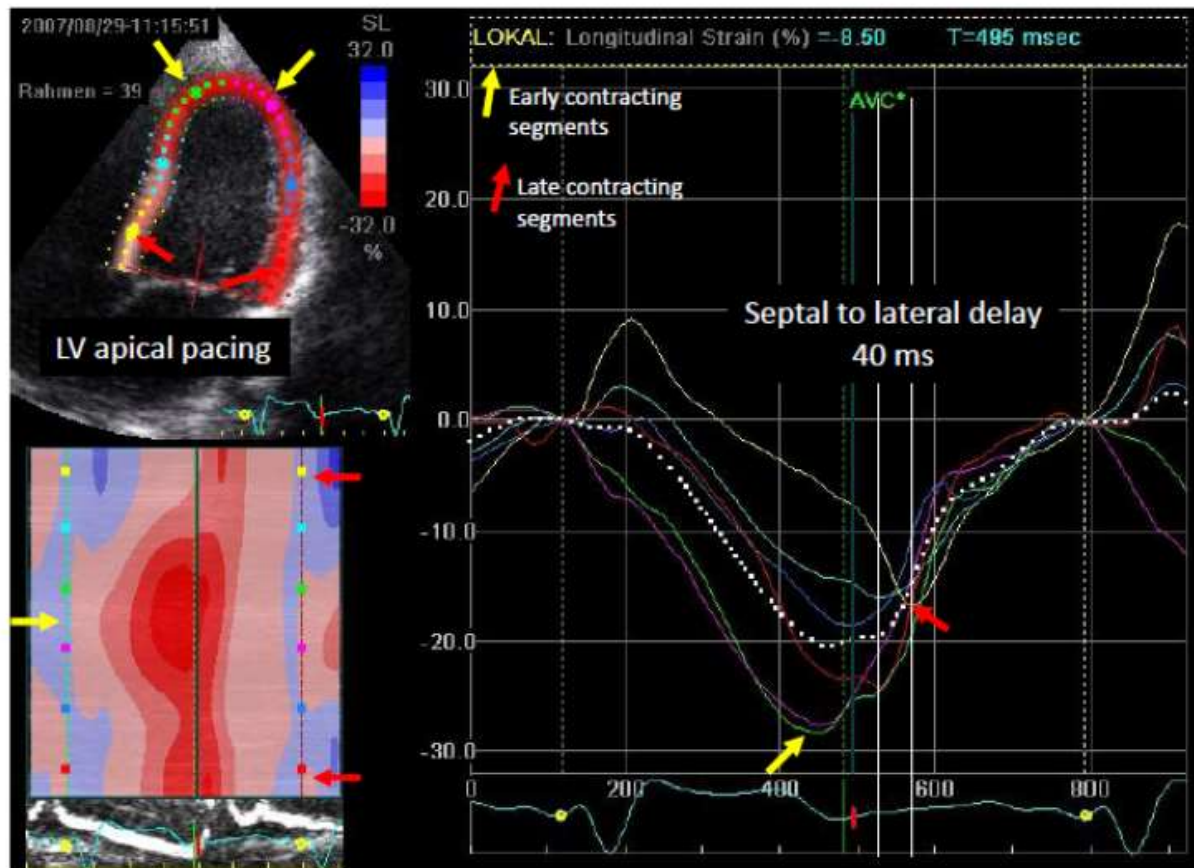 2007/08/29-11:15:51
SL
32.0
Rahmen = 39
-32.0
%
LV apical pacing
LOKAL: Longitudinal Strain (%) =-8.50 T=495 msec
30.0
AVC*
Early contracting
segments
20.0
Late contracting
segments
10.0
Septal to lateral delay
40 ms
0.0
-10.0
-20.0
-30.0
0 200 400 600 800